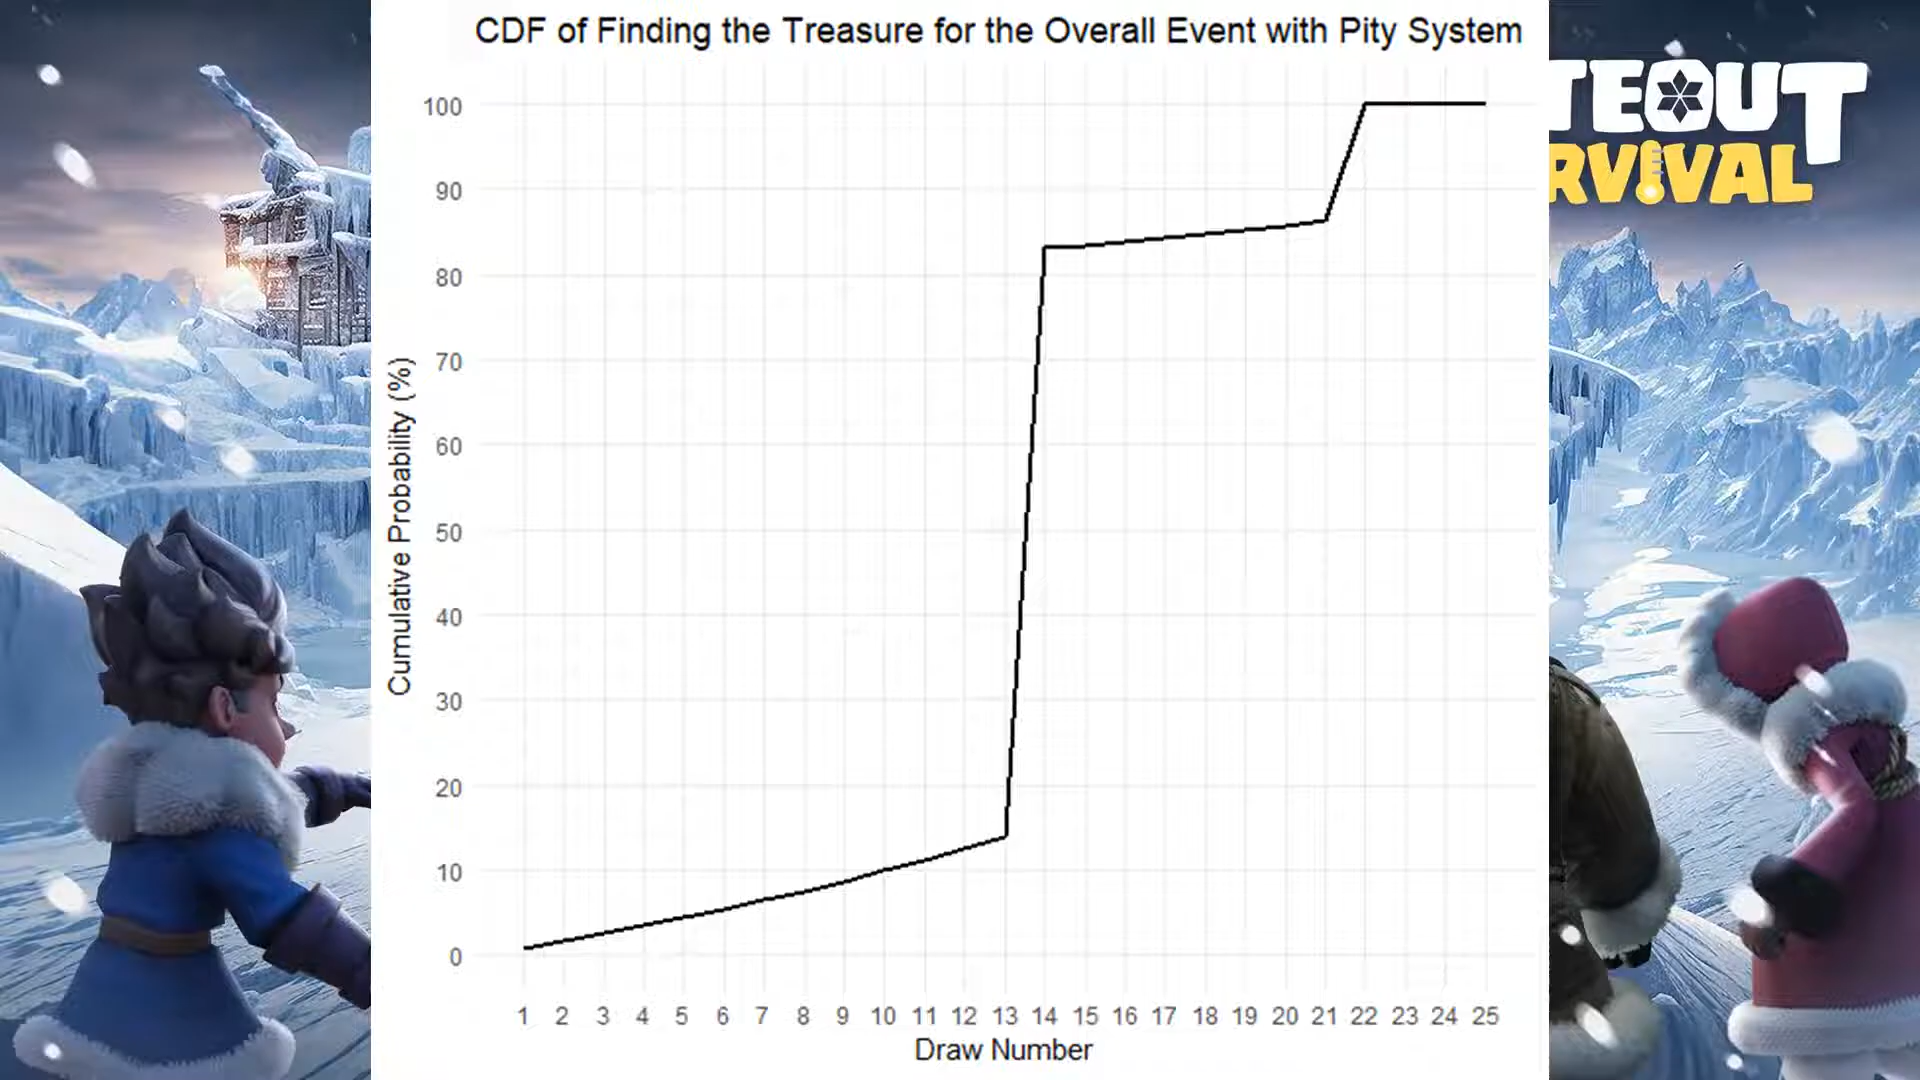 CDF of Finding the Treasure for the Overall Event with Pity System
TEOUT
RVIVAL
Cumulative Probability (%)
100
90
80
70
60
50
40
30
20
10
0
1 2 3 4 5 6 7 8 9 10 11 12 13 14 15 16 17 18 19 20 21 22 23 24 25
Draw Number